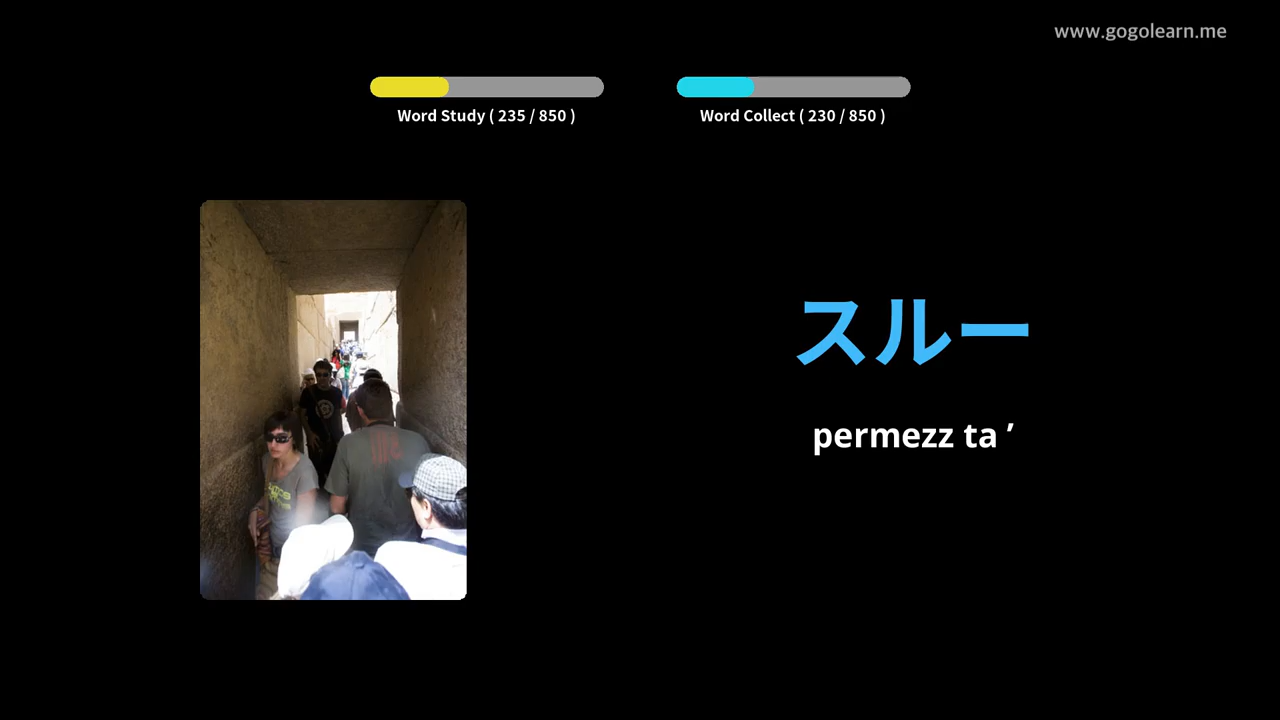 www.gogolearn.me
Word Study ( 235 / 850 )
Word Collect ( 230 / 850 )
スルー
permezz ta ’